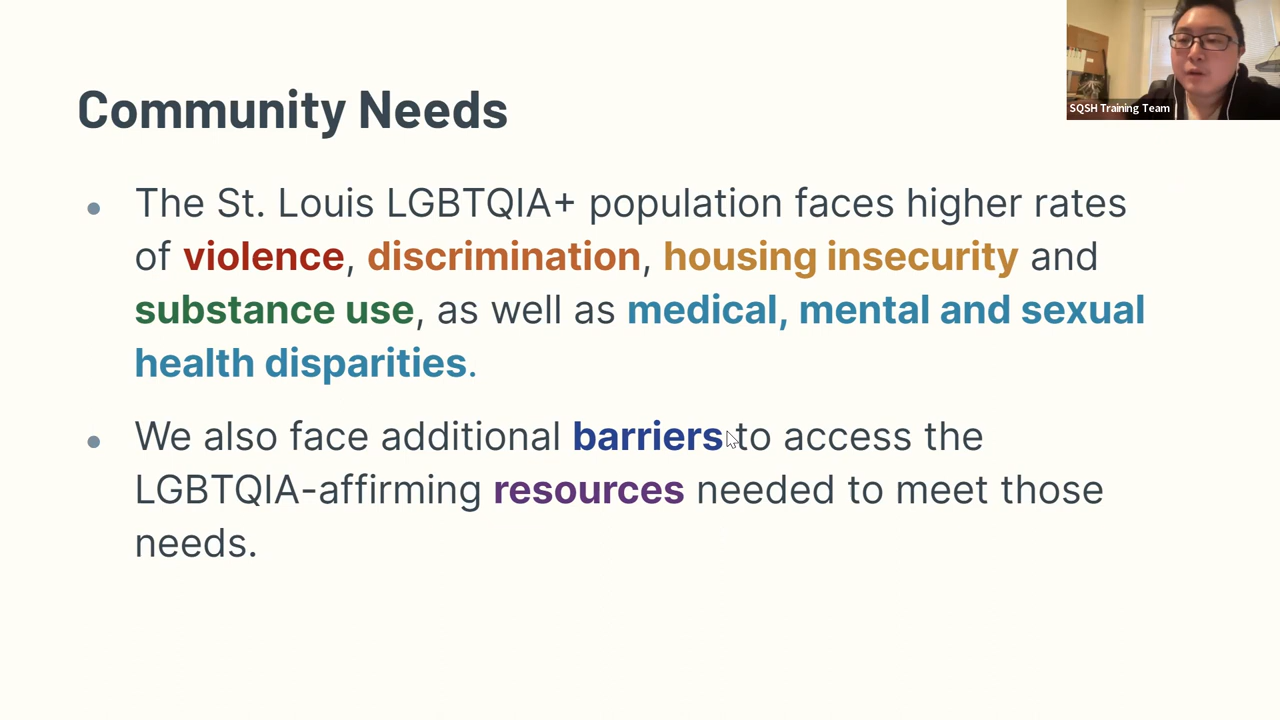 SQSH Training Team
Community Needs
The St. Louis LGBTQIA+ population faces higher rates
of violence, discrimination, housing insecurity and
substance use, as well as medical, mental and sexual
health disparities.
We also face additional barriers to access the
LGBTQIA-affirming resources needed to meet those
needs.